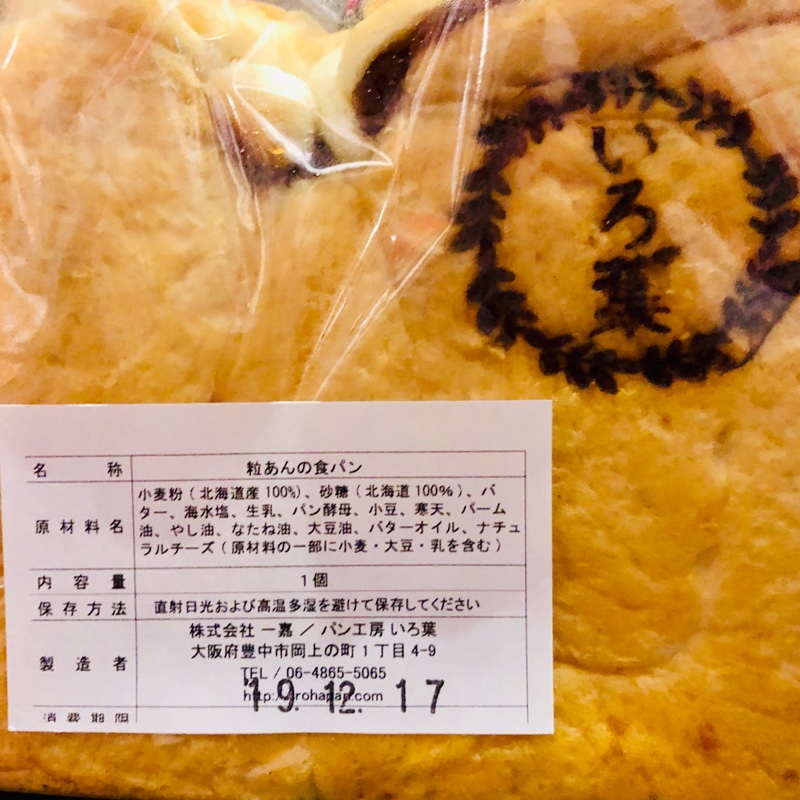 いろ葉
名称 粒あんの食パン
原材料名 小麦粉 ( 北海道産 100%)、砂糖 ( 北海道 100％ )、バ
ター、海水塩、生乳、パン酵母、小豆、寒天、パーム
油、やし油、なたね油、大豆油、バターオイル、ナチュ
ラルチーズ ( 原材料の一部に小麦・大豆・乳を含む )
内容量 1個
保存方法 直射日光および高温多湿を避けて保存してください
製造者 株式会社 一嘉 ／ パン工房 いろ葉
大阪府豊中市岡上の町 1 丁目 4-9
TEL / 06-4865-5065
消費期限 19. 12. 17